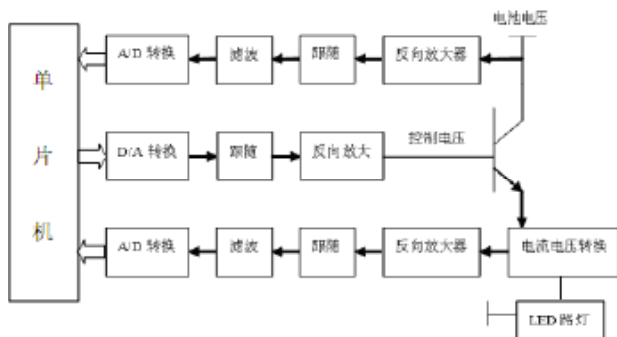 电池电压
A/D 转换
滤波
跟随
反向放大器
单片机
D/A 转换
跟随
反向放大
控制电压
A/D 转换
滤波
跟随
反向放大器
电流电压转换
LED 路灯